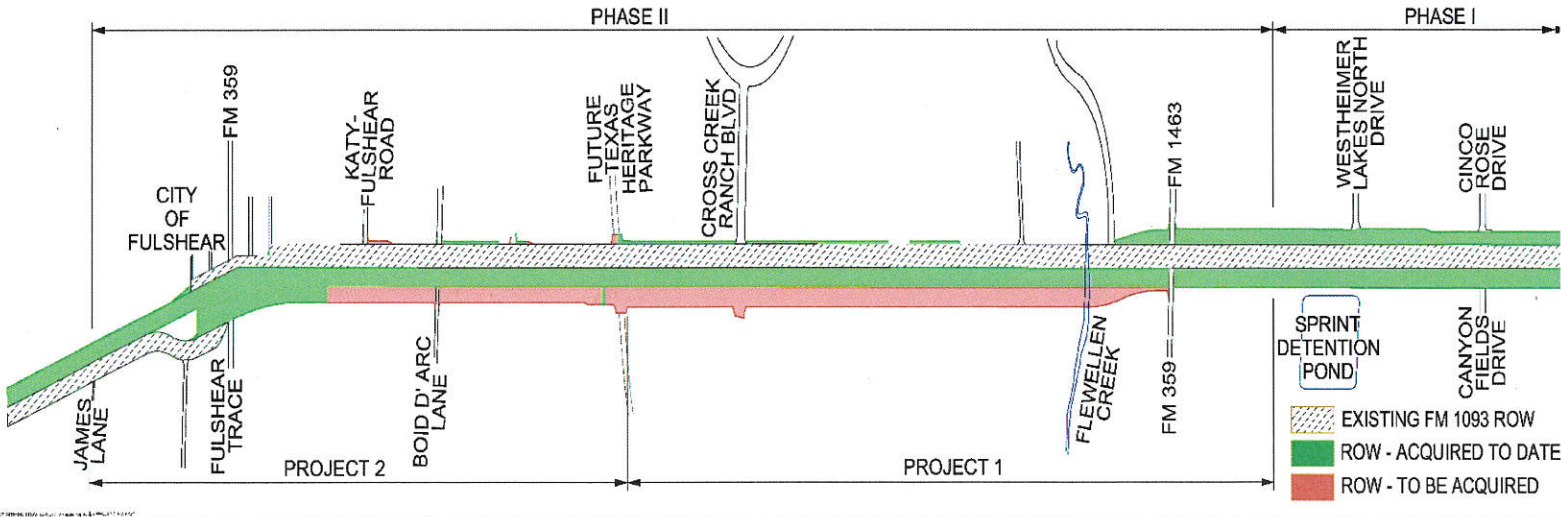 PHASE II
PHASE I
FM 359
KATY-
FULSHEAR
ROAD
FUTURE
TEXAS
HERITAGE
PARKWAY
CROSS CREEK
RANCH BLVD
FM 1463
WESTHEIMER
LAKES NORTH
DRIVE
CINCO
ROSE
DRIVE
CITY
OF
FULSHEAR
JAMES
LANE
FULSHEAR
TRACE
BOID D' ARC
LANE
FLEWELLEN
CREEK
FM 359
SPRINT
DETENTION
POND
CANYON
FIELDS
DRIVE
EXISTING FM 1093 ROW
ROW - ACQUIRED TO DATE
ROW - TO BE ACQUIRED
PROJECT 2
PROJECT 1